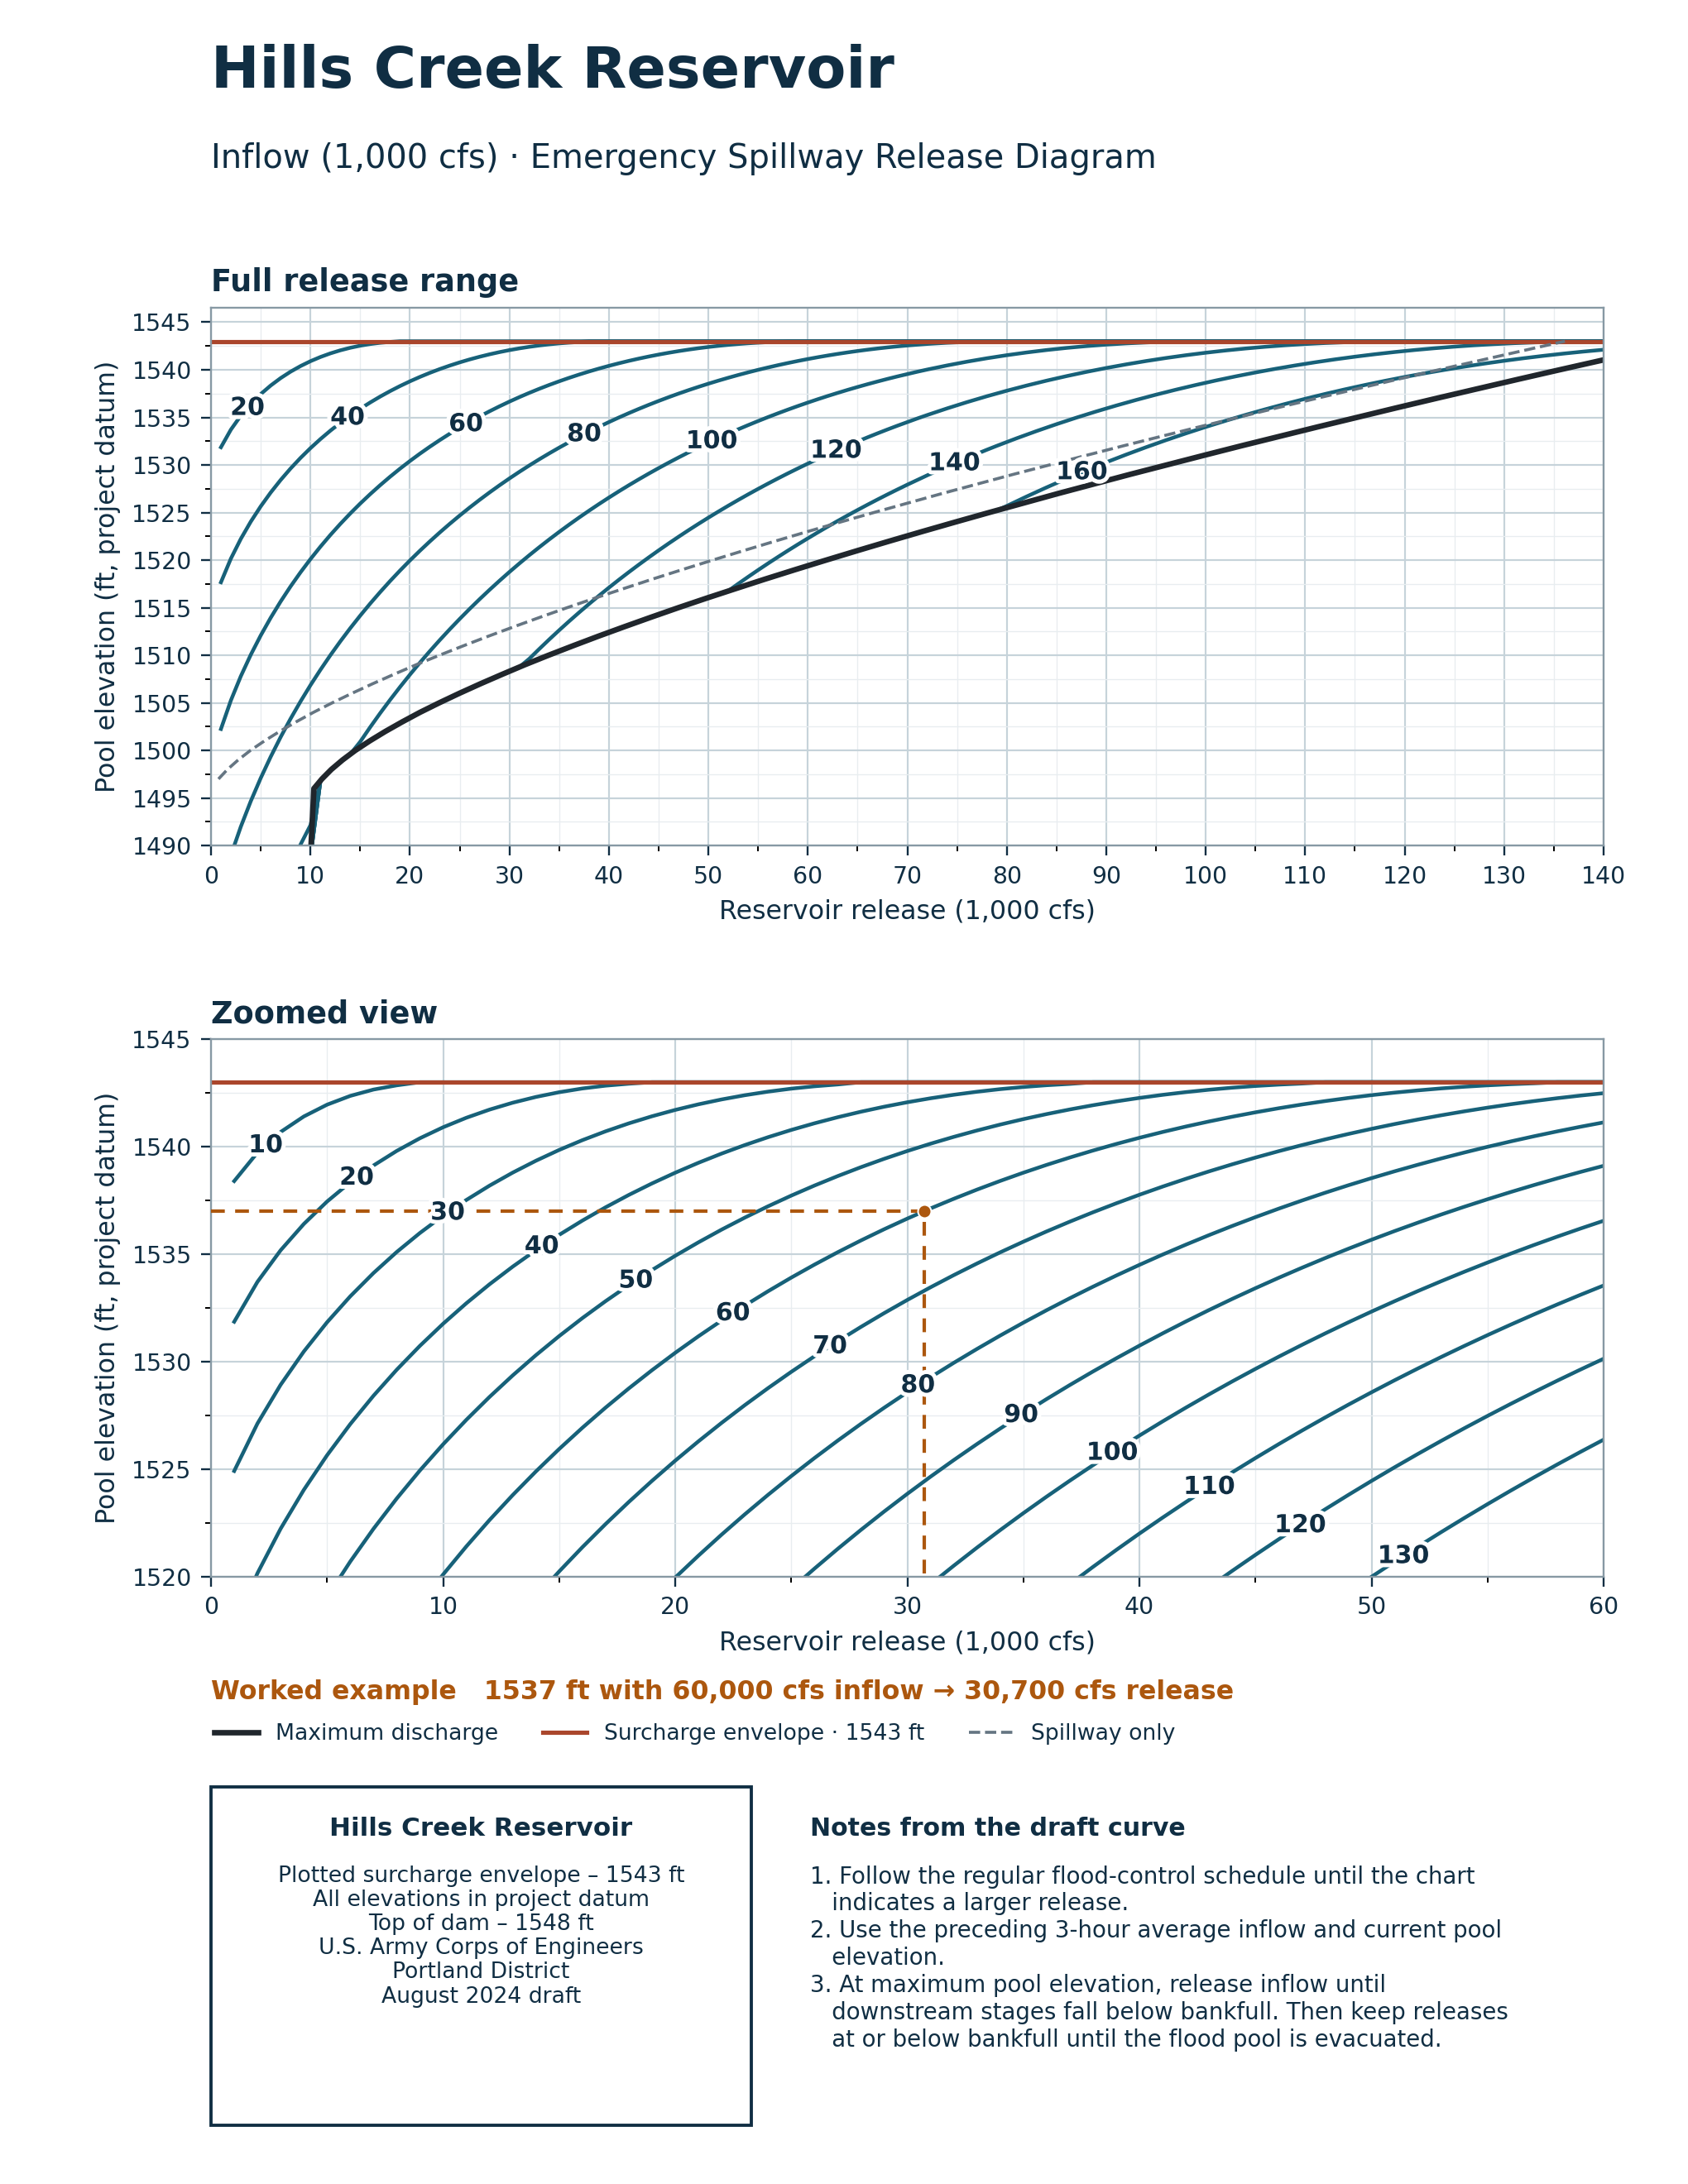 Hills Creek Reservoir
Inflow (1,000 cfs) · Emergency Spillway Release Diagram
Full release range
Pool elevation (ft, project datum)
1545
1540
1535
1530
1525
1520
1515
1510
1505
1500
1495
1490
20
40
60
80
100
120
140
160
0 10 20 30 40 50 60 70 80 90 100 110 120 130 140
Reservoir release (1,000 cfs)
Zoomed view
Pool elevation (ft, project datum)
1545
1540
1535
1530
1525
1520
10
20
30
40
50
60
70
80
90
100
110
120
130
0 10 20 30 40 50 60
Reservoir release (1,000 cfs)
Worked example 1537 ft with 60,000 cfs inflow → 30,700 cfs release
Maximum discharge Surcharge envelope · 1543 ft Spillway only
Hills Creek Reservoir
Plotted surcharge envelope – 1543 ft
All elevations in project datum
Top of dam – 1548 ft
U.S. Army Corps of Engineers
Portland District
August 2024 draft
Notes from the draft curve
1. Follow the regular flood-control schedule until the chart
indicates a larger release.
2. Use the preceding 3-hour average inflow and current pool
elevation.
3. At maximum pool elevation, release inflow until
downstream stages fall below bankfull. Then keep releases
at or below bankfull until the flood pool is evacuated.